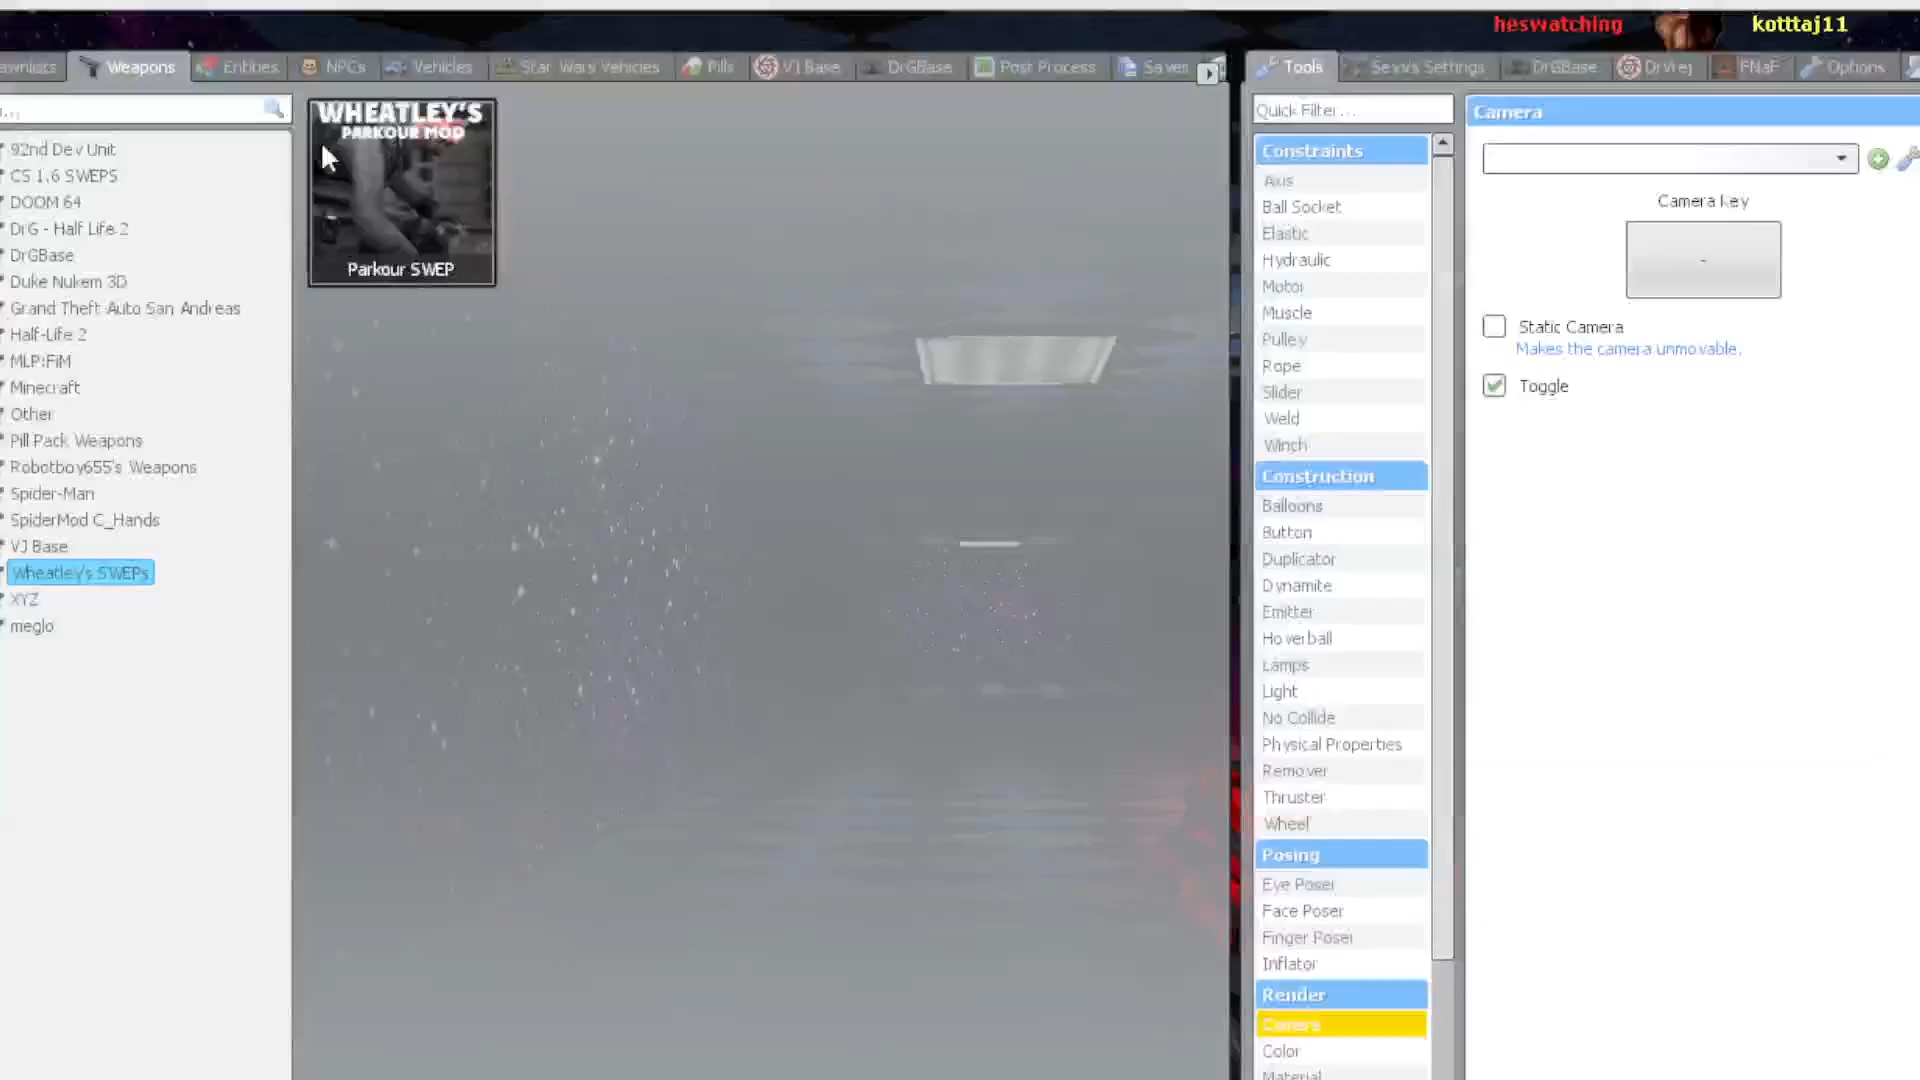 heswatching kotttaj11
Weapons Entities NPCs Vehicles Star Wars Vehicles Pills VJ Base DrGBase Post Process Saves
Tools Sevvs Settings DrGBase DrVrej FNaF Options
92nd Dev Unit
CS 1.6 SWEPS
DOOM 64
DrG - Half Life 2
DrGBase
Duke Nukem 3D
Grand Theft Auto San Andreas
Half-Life 2
MLP:FiM
Minecraft
Other
Pill Pack Weapons
Robotboy655's Weapons
Spider-Man
SpiderMod C_Hands
VJ Base
Wheatley's SWEPs
XYZ
meglo
WHEATLEY'S
PARKOUR MOD
Parkour SWEP
Quick Filter...
Constraints
Axis
Ball Socket
Elastic
Hydraulic
Motor
Muscle
Pulley
Rope
Slider
Weld
Winch
Construction
Balloons
Button
Duplicator
Dynamite
Emitter
Hoverball
Lamps
Light
No Collide
Physical Properties
Remover
Thruster
Wheel
Posing
Eye Poser
Face Poser
Finger Poser
Inflator
Render
Camera
Color
Material
Camera
Camera Key
-
Static Camera
Makes the camera unmovable.
Toggle